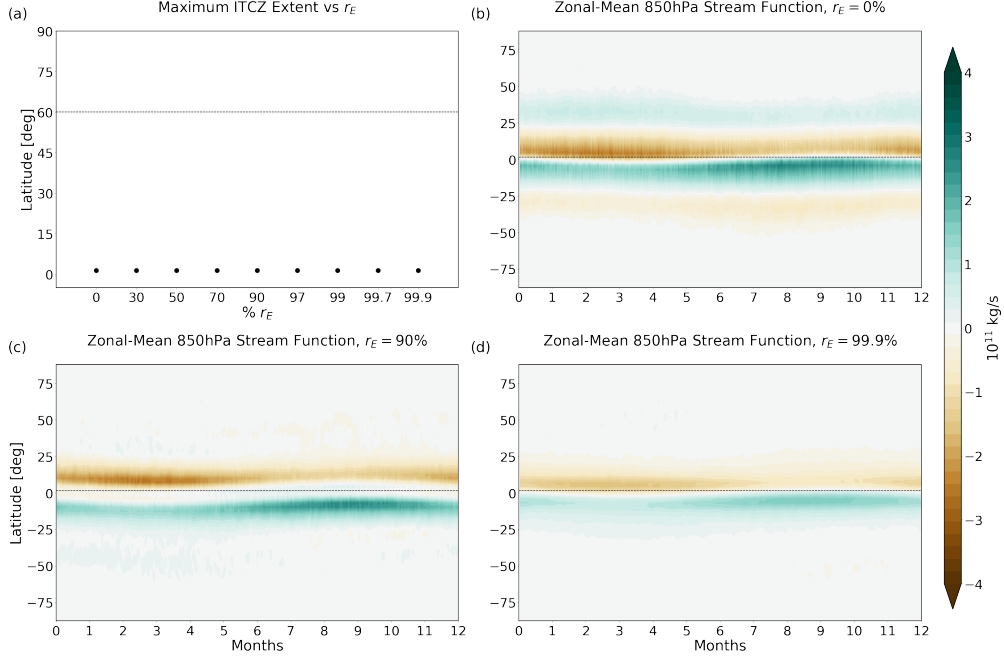 (a)
Maximum ITCZ Extent vs r_E
Latitude [deg]
90
75
60
45
30
15
0
0 30 50 70 90 97 99 99.7 99.9
% r_E
(b)
Zonal-Mean 850hPa Stream Function, r_E = 0%
75
50
25
0
−25
−50
−75
0 1 2 3 4 5 6 7 8 9 10 11 12
(c)
Zonal-Mean 850hPa Stream Function, r_E = 90%
Latitude [deg]
75
50
25
0
−25
−50
−75
0 1 2 3 4 5 6 7 8 9 10 11 12
Months
(d)
Zonal-Mean 850hPa Stream Function, r_E = 99.9%
75
50
25
0
−25
−50
−75
0 1 2 3 4 5 6 7 8 9 10 11 12
Months
4
3
2
1
0
−1
−2
−3
−4
10¹¹ kg/s